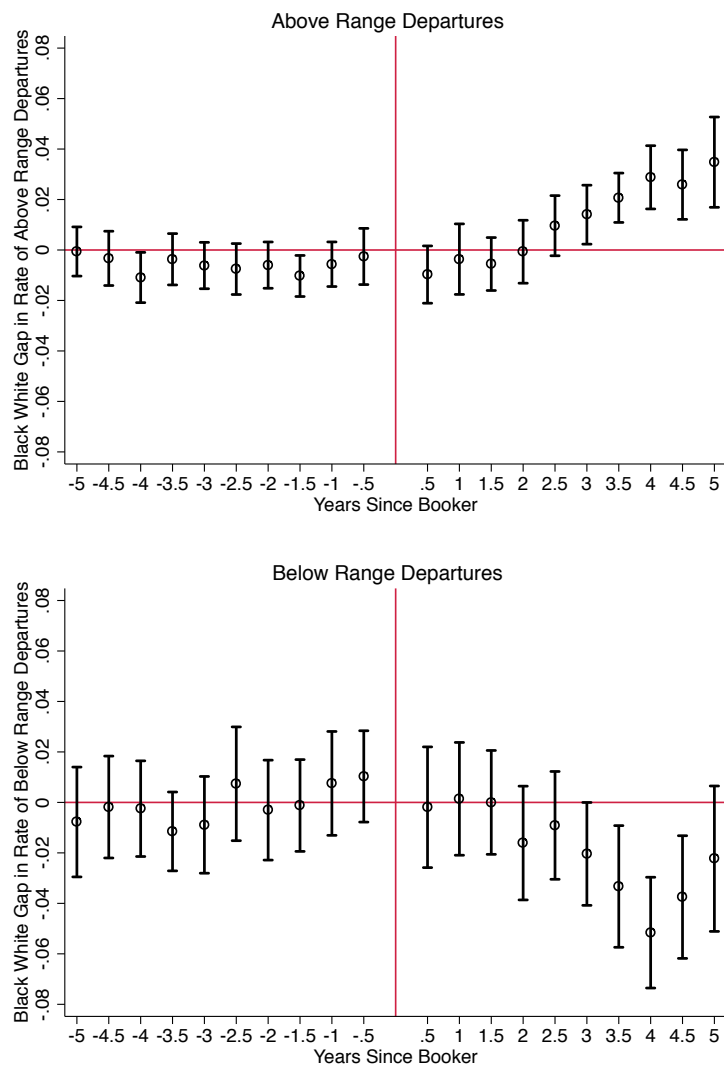 Above Range Departures
Black White Gap in Rate of Above Range Departures
.08
.06
.04
.02
0
-.02
-.04
-.06
-.08
-5 -4.5 -4 -3.5 -3 -2.5 -2 -1.5 -1 -.5 .5 1 1.5 2 2.5 3 3.5 4 4.5 5
Years Since Booker
Below Range Departures
Black White Gap in Rate of Below Range Departures
.08
.06
.04
.02
0
-.02
-.04
-.06
-.08
-5 -4.5 -4 -3.5 -3 -2.5 -2 -1.5 -1 -.5 .5 1 1.5 2 2.5 3 3.5 4 4.5 5
Years Since Booker